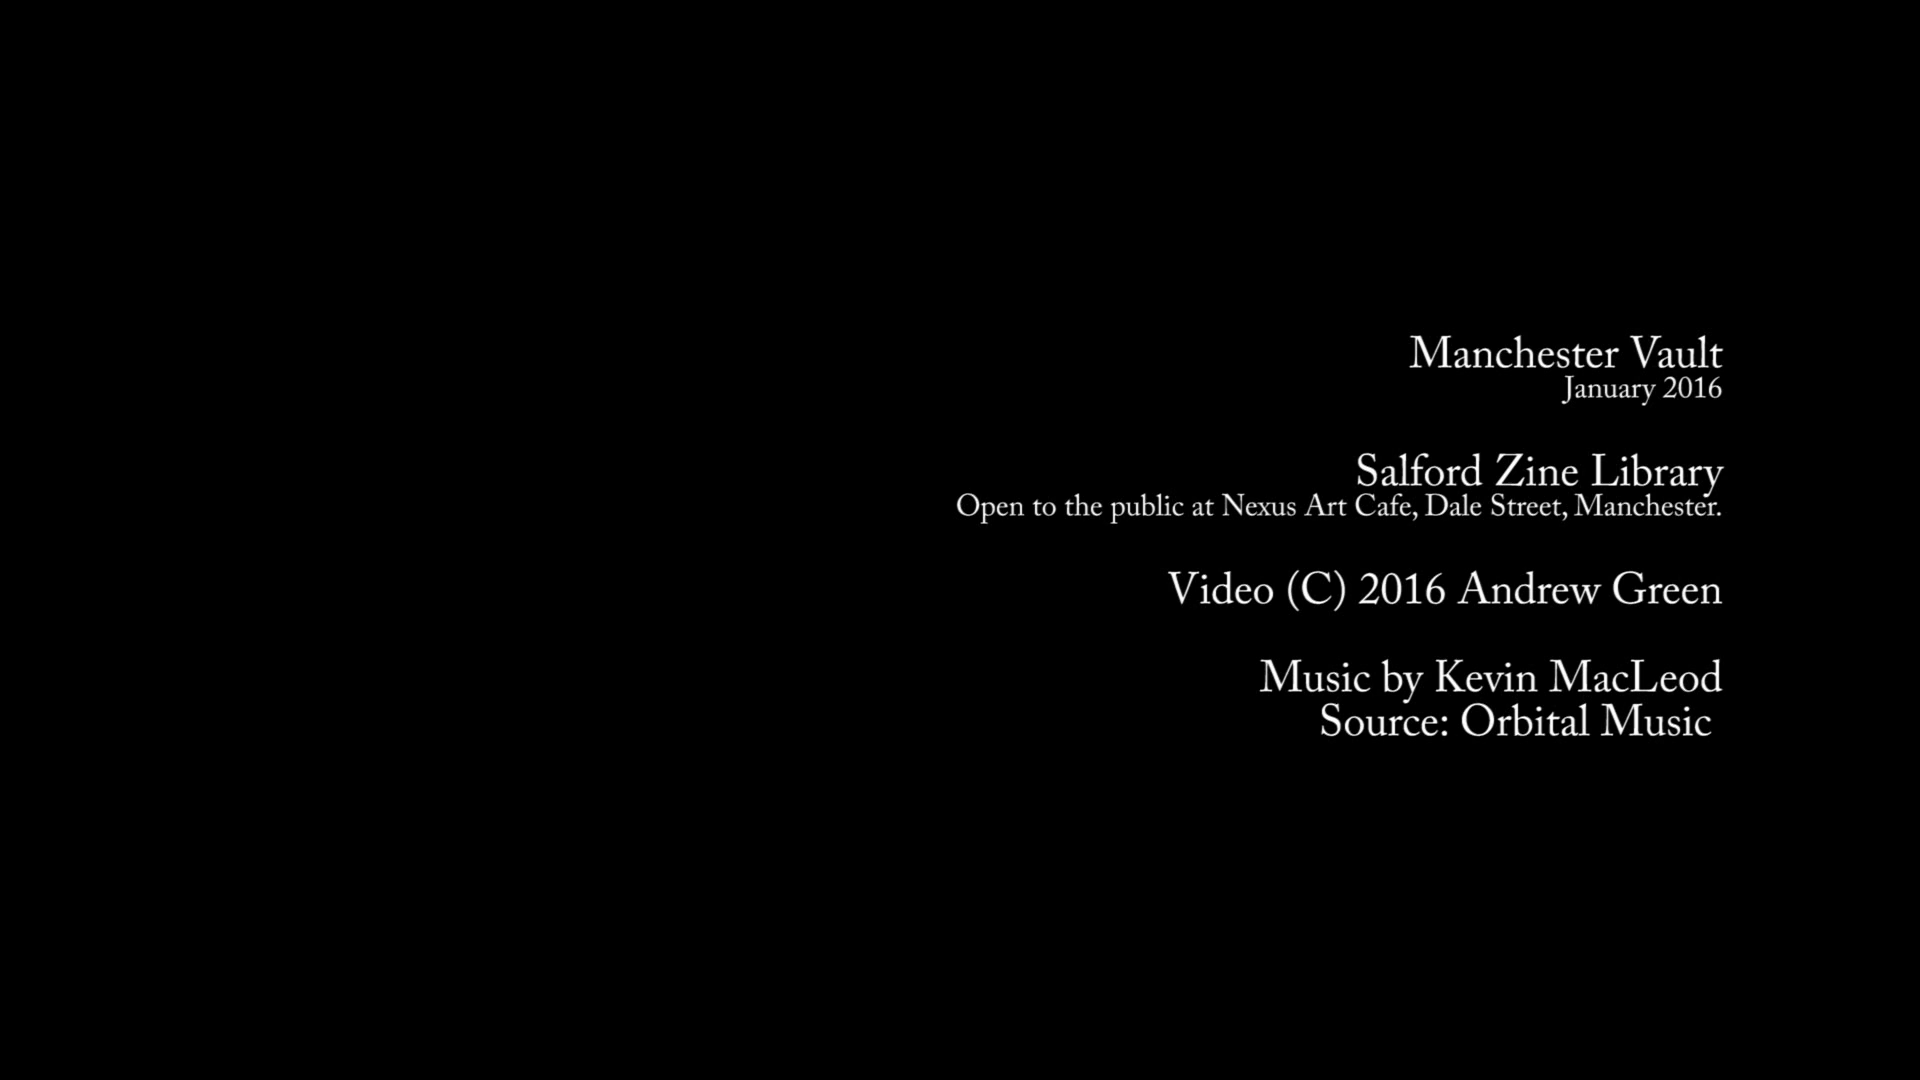 Manchester Vault
January 2016
Salford Zine Library
Open to the public at Nexus Art Cafe, Dale Street, Manchester.
Video (C) 2016 Andrew Green
Music by Kevin MacLeod
Source: Orbital Music